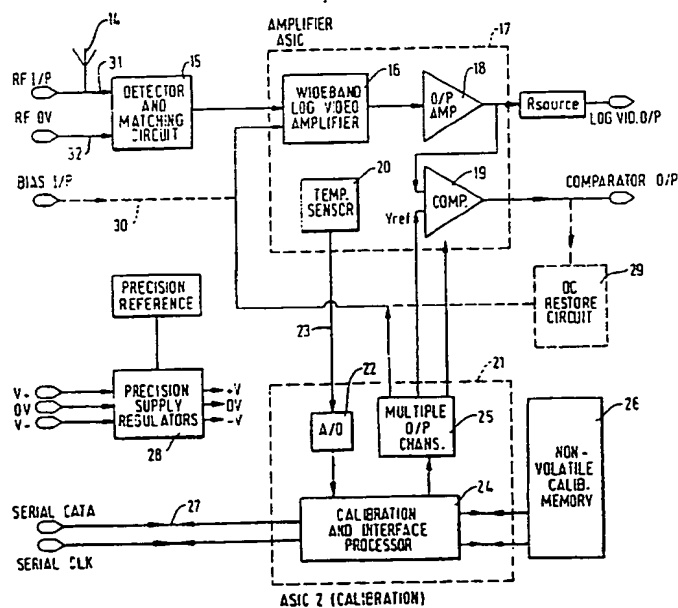 AMPLIFIER
ASIC
14
17
RF I/P
31
15
DETECTOR
AND
MATCHING
CIRCUIT
16
WIDEBAND
LOG VIDEO
AMPLIFIER
18
O/P
AMP
Rsource
LOG VID.O/P
RF 0V
32
BIAS I/P
30
20
TEMP.
SENSCR
19
COMP.
Vref
COMPARATOR O/P
PRECISION
REFERENCE
23
29
DC
RESTORE
CIRCUIT
21
V-
0V
V-
PRECISION
SUPPLY
REGULATORS
+V
0V
-V
28
22
A/D
MULTIPLE
O/P
CHANS.
25
26
NON-
VOLATILE
CALIB.
MEMORY
SERIAL CATA
27
24
CALIBRATION
AND INTERFACE
PROCESSOR
SERIAL CLK
ASIC 2 (CALIBRATION)